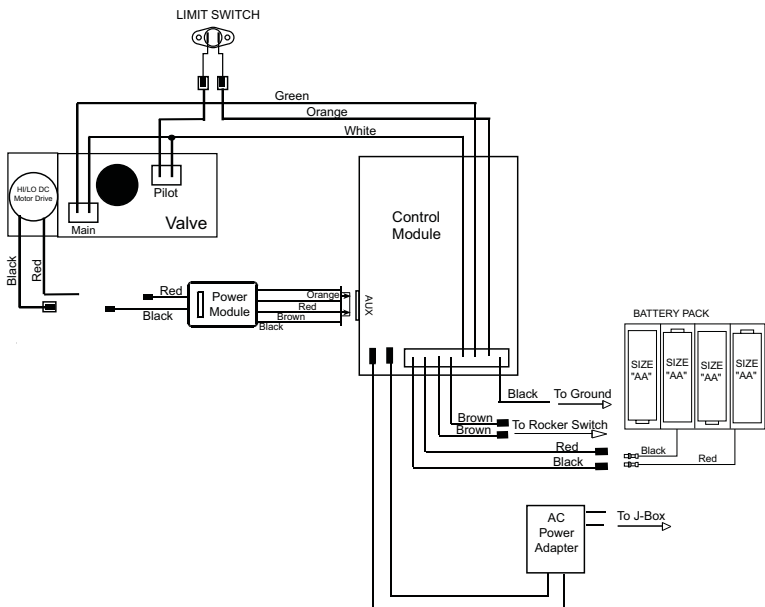 LIMIT SWITCH
Green
Orange
White
HI/LO DC
Motor Drive
Pilot
Main
Valve
Control
Module
Black
Red
Red
Black
Power
Module
Orange
Red
Brown
Black
AUX
BATTERY PACK
SIZE
"AA"
SIZE
"AA"
SIZE
"AA"
SIZE
"AA"
Black
To Ground
Brown
Brown
To Rocker Switch
Red
Black
Black
Red
AC
Power
Adapter
To J-Box